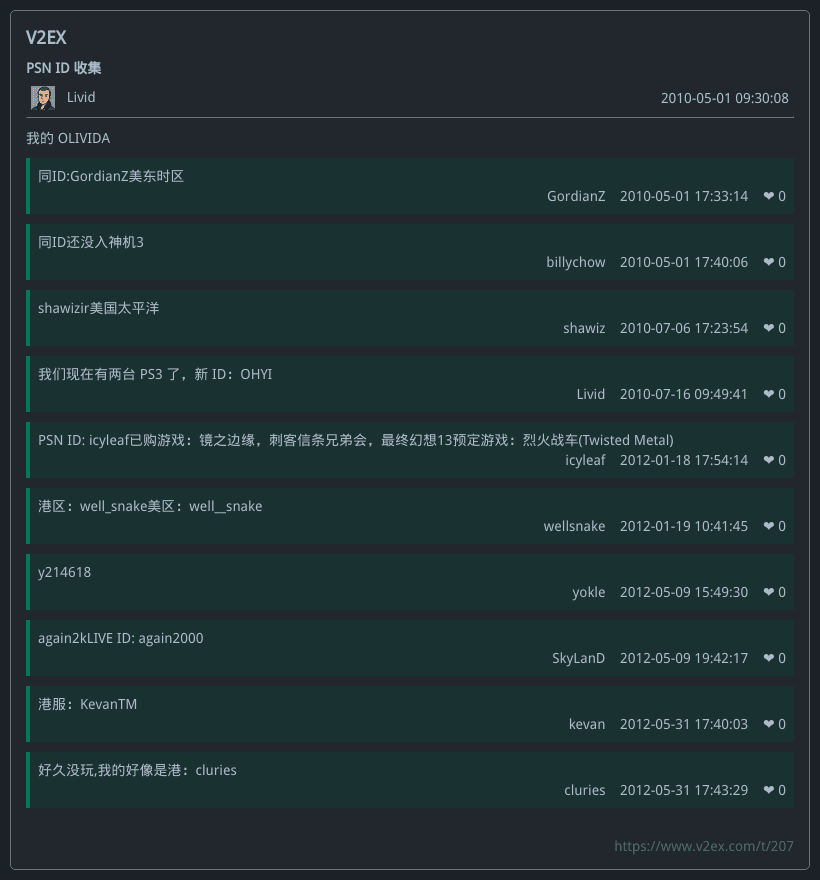 V2EX
PSN ID 收集
Livid 2010-05-01 09:30:08
我的 OLIVIDA
同ID:GordianZ美东时区
GordianZ 2010-05-01 17:33:14 ❤ 0
同ID还没入神机3
billychow 2010-05-01 17:40:06 ❤ 0
shawizir美国太平洋
shawiz 2010-07-06 17:23:54 ❤ 0
我们现在有两台 PS3 了，新 ID：OHYI
Livid 2010-07-16 09:49:41 ❤ 0
PSN ID: icyleaf已购游戏：镜之边缘，刺客信条兄弟会，最终幻想13预定游戏：烈火战车(Twisted Metal)
icyleaf 2012-01-18 17:54:14 ❤ 0
港区：well_snake美区：well__snake
wellsnake 2012-01-19 10:41:45 ❤ 0
y214618
yokle 2012-05-09 15:49:30 ❤ 0
again2kLIVE ID: again2000
SkyLanD 2012-05-09 19:42:17 ❤ 0
港服：KevanTM
kevan 2012-05-31 17:40:03 ❤ 0
好久没玩,我的好像是港：cluries
cluries 2012-05-31 17:43:29 ❤ 0
https://www.v2ex.com/t/207